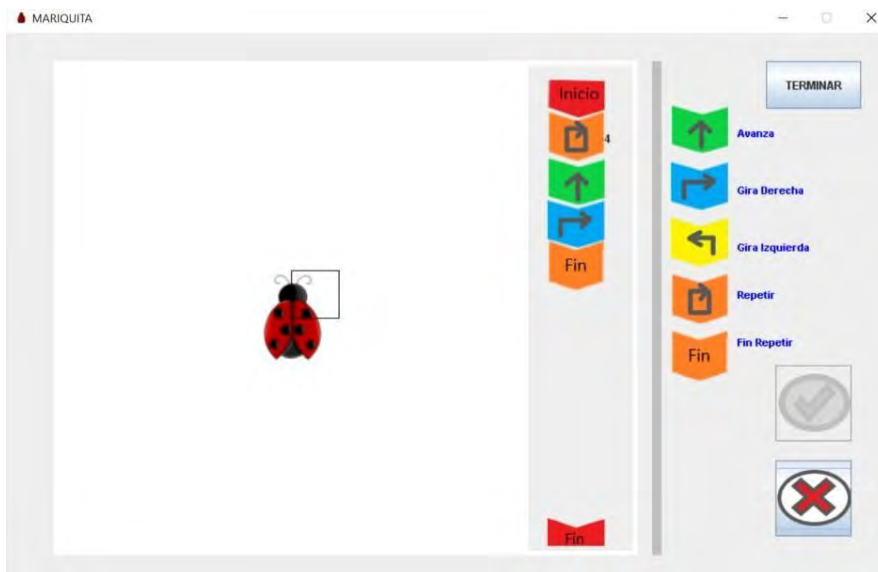 MARIQUITA
Inicio
4
Fin
Fin
TERMINAR
Avanza
Gira Derecha
Gira Izquierda
Repetir
Fin
Fin Repetir